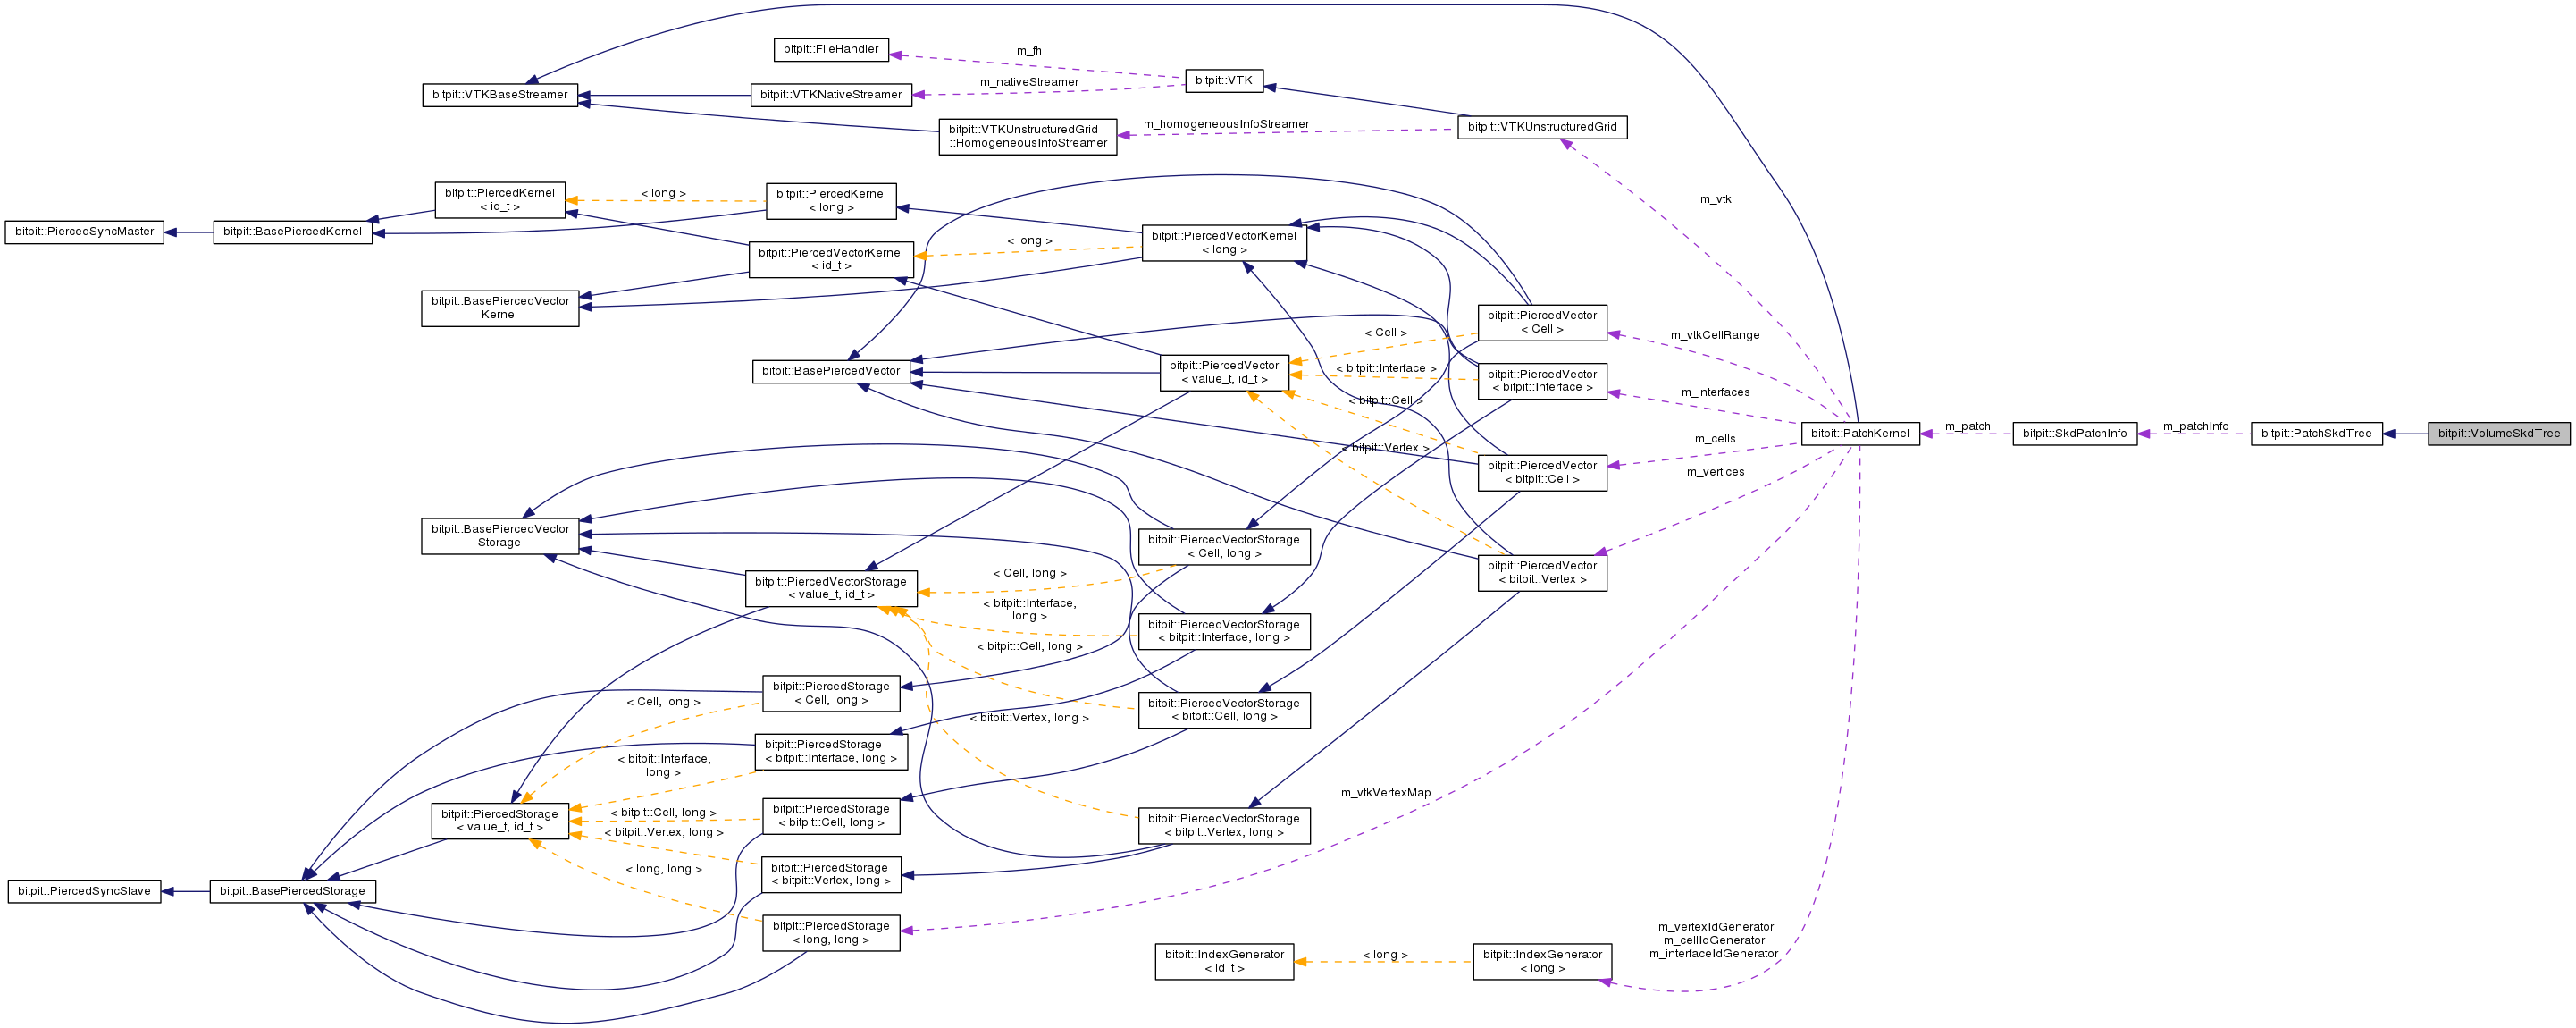 bitpit::FileHandler
m_fh
bitpit::VTK
m_nativeStreamer
bitpit::VTKBaseStreamer
bitpit::VTKNativeStreamer
bitpit::VTKUnstructuredGrid
::HomogeneousInfoStreamer
m_homogeneousInfoStreamer
bitpit::VTKUnstructuredGrid
m_vtk
bitpit::PiercedKernel
< id_t >
< long >
bitpit::PiercedKernel
< long >
bitpit::PiercedSyncMaster
bitpit::BasePiercedKernel
bitpit::PiercedVectorKernel
< id_t >
< long >
bitpit::PiercedVectorKernel
< long >
bitpit::BasePiercedVector
Kernel
bitpit::PiercedVector
< Cell >
< Cell >
m_vtkCellRange
bitpit::BasePiercedVector
bitpit::PiercedVector
< value_t, id_t >
< bitpit::Interface >
bitpit::PiercedVector
< bitpit::Interface >
m_interfaces
< bitpit::Cell >
bitpit::PatchKernel
m_patch
bitpit::SkdPatchInfo
m_patchInfo
bitpit::PatchSkdTree
bitpit::VolumeSkdTree
m_cells
< bitpit::Vertex >
bitpit::PiercedVector
< bitpit::Cell >
m_vertices
bitpit::BasePiercedVector
Storage
bitpit::PiercedVectorStorage
< Cell, long >
bitpit::PiercedVector
< bitpit::Vertex >
bitpit::PiercedVectorStorage
< value_t, id_t >
< Cell, long >
< bitpit::Interface,
long >
bitpit::PiercedVectorStorage
< bitpit::Interface, long >
< bitpit::Cell, long >
bitpit::PiercedStorage
< Cell, long >
< Cell, long >
bitpit::PiercedVectorStorage
< bitpit::Cell, long >
< bitpit::Vertex, long >
bitpit::PiercedStorage
< bitpit::Interface, long >
< bitpit::Interface,
long >
m_vtkVertexMap
bitpit::PiercedStorage
< value_t, id_t >
< bitpit::Cell, long >
bitpit::PiercedStorage
< bitpit::Cell, long >
bitpit::PiercedVectorStorage
< bitpit::Vertex, long >
< bitpit::Vertex, long >
bitpit::PiercedStorage
< bitpit::Vertex, long >
< long, long >
bitpit::PiercedSyncSlave
bitpit::BasePiercedStorage
bitpit::PiercedStorage
< long, long >
m_vertexIdGenerator
m_cellIdGenerator
m_interfaceIdGenerator
bitpit::IndexGenerator
< id_t >
< long >
bitpit::IndexGenerator
< long >